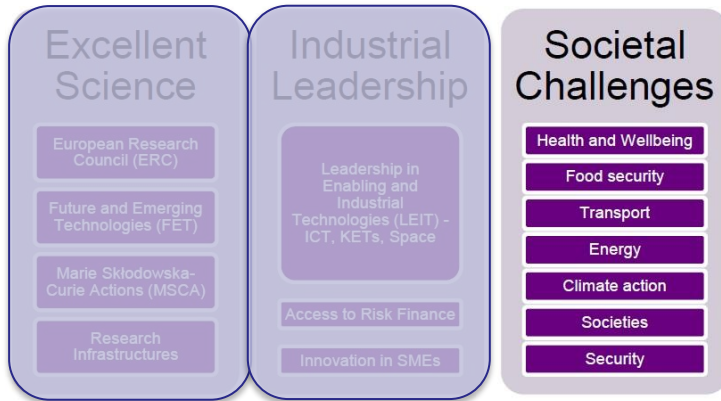 Excellent
Science
European Research
Council (ERC)
Future and Emerging
Technologies (FET)
Marie Skłodowska-
Curie Actions (MSCA)
Research
Infrastructures
Industrial
Leadership
Leadership in
Enabling and
Industrial
Technologies (LEIT) -
ICT, KETs, Space
Access to Risk Finance
Innovation in SMEs
Societal
Challenges
Health and Wellbeing
Food security
Transport
Energy
Climate action
Societies
Security